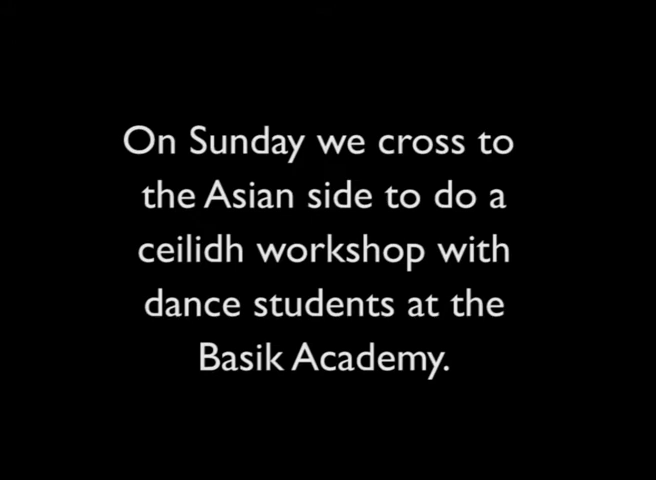 On Sunday we cross to
the Asian side to do a
ceilidh workshop with
dance students at the
Basik Academy.